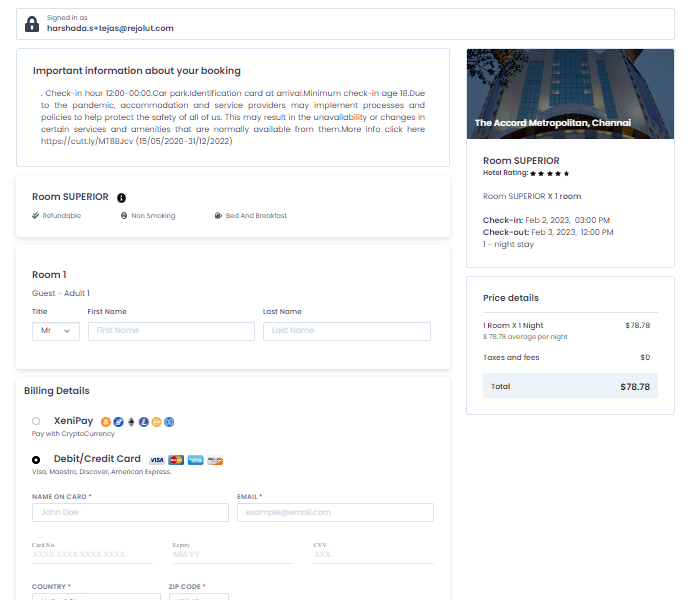 Signed in as
harshada.s+tejas@rejolut.com
Important information about your booking
. Check-in hour 12:00-00:00.Car park.Identification card at arrival.Minimum check-in age 18.Due
to the pandemic, accommodation and service providers may implement processes and
policies to help protect the safety of all of us. This may result in the unavailability or changes in
certain services and amenities that are normally available from them.More info click here
https://cutt.ly/MT8BJcv (15/05/2020-31/12/2022)
Room SUPERIOR
Refundable
Non Smoking
Bed And Breakfast
Room 1
Guest - Adult 1
Title First Name Last Name
Mr First Name Last Name
Billing Details
XeniPay
Pay with CryptoCurrency
Debit/Credit Card VISA
Visa, Maestro, Discover, American Express.
NAME ON CARD * EMAIL *
John Doe example@email.com
Card No. Expiry CVV
XXXX XXXX XXXX XXXX MM-YY XXX
COUNTRY * ZIP CODE *
The Accord Metropolitan, Chennai
Room SUPERIOR
Hotel Rating: ★ ★ ★ ★ ★
Room SUPERIOR X 1 room
Check-in: Feb 2, 2023, 03:00 PM
Check-out: Feb 3, 2023, 12:00 PM
1 - night stay
Price details
1 Room X 1 Night $78.78
$ 78.78 average per night
Taxes and fees $0
Total $78.78